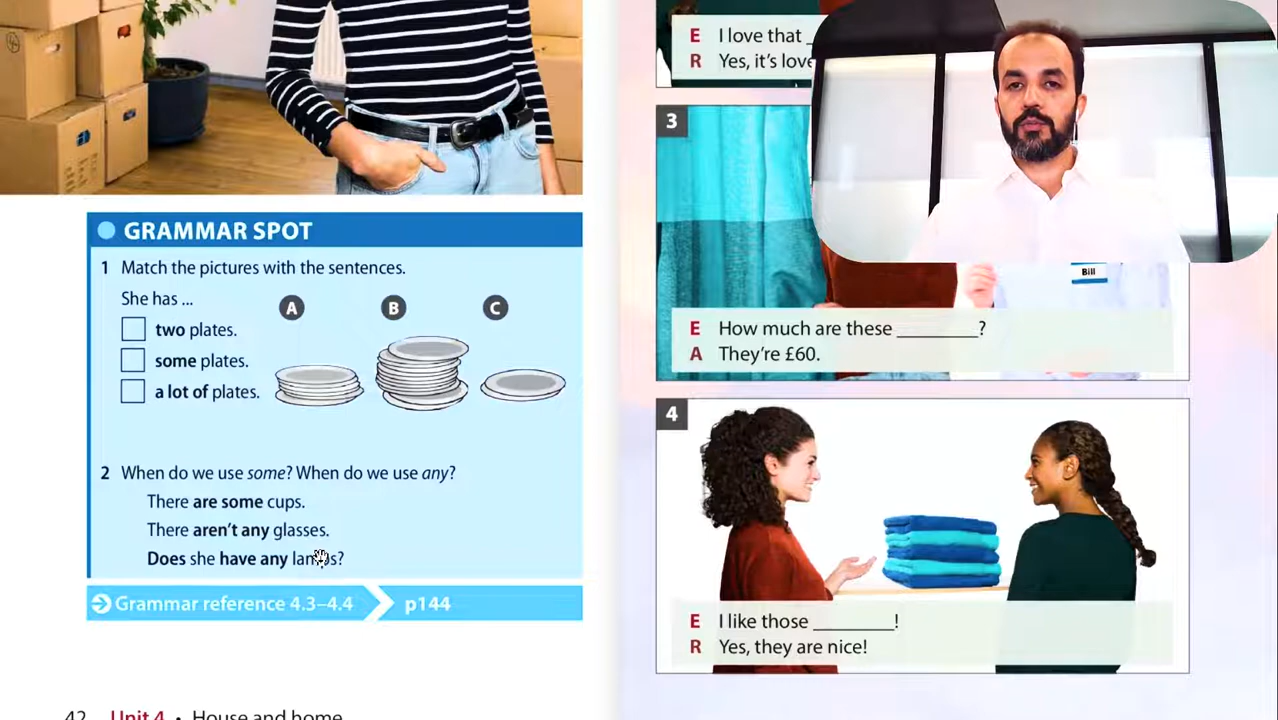 GRAMMAR SPOT
1 Match the pictures with the sentences.
She has ...
A B C
two plates.
some plates.
a lot of plates.
2 When do we use some? When do we use any?
There are some cups.
There aren't any glasses.
Does she have any lamps?
Grammar reference 4.3–4.4 p144
42 Unit 4 • House and home
E I love that _
R Yes, it's love
3
Bill
E How much are these ________?
A They're £60.
4
E I like those ________!
R Yes, they are nice!